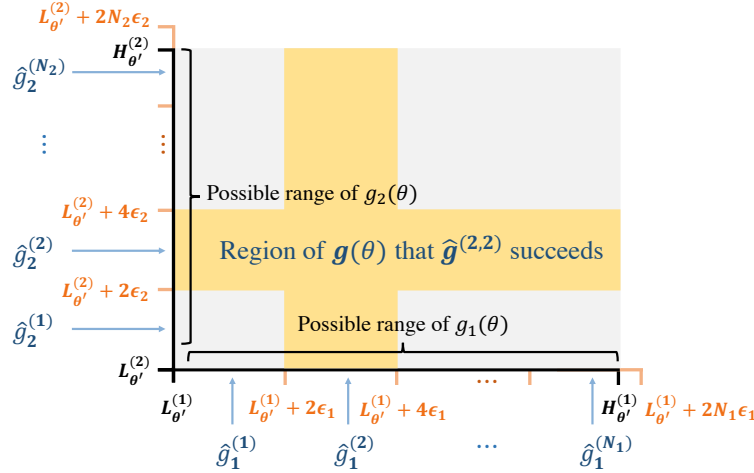 L_{θ′}^{(2)} + 2N_2ϵ_2
H_{θ′}^{(2)}
ĝ_2^{(N_2)}
⋮ ⋮
Possible range of g_2(θ)
L_{θ′}^{(2)} + 4ϵ_2
ĝ_2^{(2)}
Region of 𝒈(θ) that ĝ^{(2,2)} succeeds
L_{θ′}^{(2)} + 2ϵ_2
ĝ_2^{(1)}
Possible range of g_1(θ)
L_{θ′}^{(2)}
...
L_{θ′}^{(1)} L_{θ′}^{(1)} + 2ϵ_1 L_{θ′}^{(1)} + 4ϵ_1 H_{θ′}^{(1)} L_{θ′}^{(1)} + 2N_1ϵ_1
ĝ_1^{(1)} ĝ_1^{(2)} ... ĝ_1^{(N_1)}